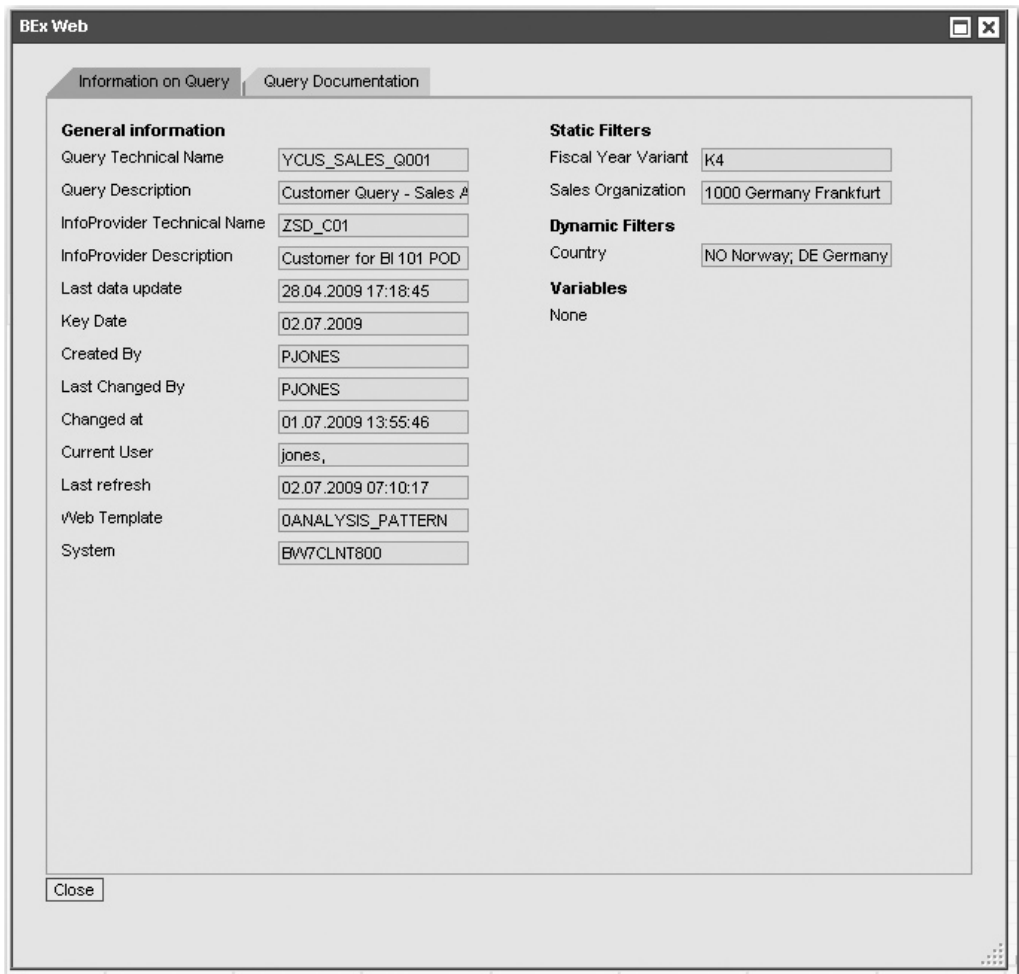 BEx Web
Information on Query
Query Documentation
General information
Query Technical Name YCUS_SALES_Q001
Query Description Customer Query - Sales A
InfoProvider Technical Name ZSD_C01
InfoProvider Description Customer for BI 101 POD
Last data update 28.04.2009 17:18:45
Key Date 02.07.2009
Created By PJONES
Last Changed By PJONES
Changed at 01.07.2009 13:55:46
Current User jones,
Last refresh 02.07.2009 07:10:17
Web Template 0ANALYSIS_PATTERN
System BW7CLNT800
Static Filters
Fiscal Year Variant K4
Sales Organization 1000 Germany Frankfurt
Dynamic Filters
Country NO Norway; DE Germany
Variables
None
Close